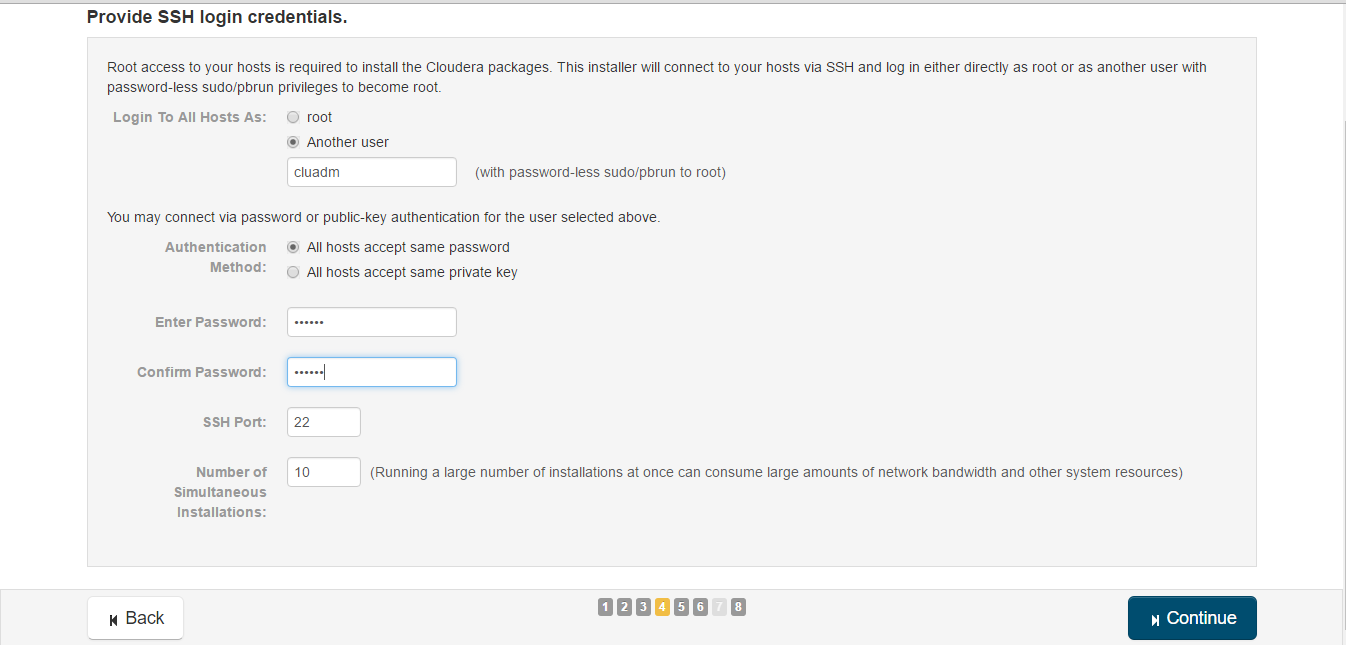 Provide SSH login credentials.
Root access to your hosts is required to install the Cloudera packages. This installer will connect to your hosts via SSH and log in either directly as root or as another user with
password-less sudo/pbrun privileges to become root.
Login To All Hosts As: root
Another user
cluadm (with password-less sudo/pbrun to root)
You may connect via password or public-key authentication for the user selected above.
Authentication All hosts accept same password
Method: All hosts accept same private key
Enter Password: ••••••
Confirm Password: ••••••
SSH Port: 22
Number of 10 (Running a large number of installations at once can consume large amounts of network bandwidth and other system resources)
Simultaneous
Installations:
Back 1 2 3 4 5 6 7 8 Continue